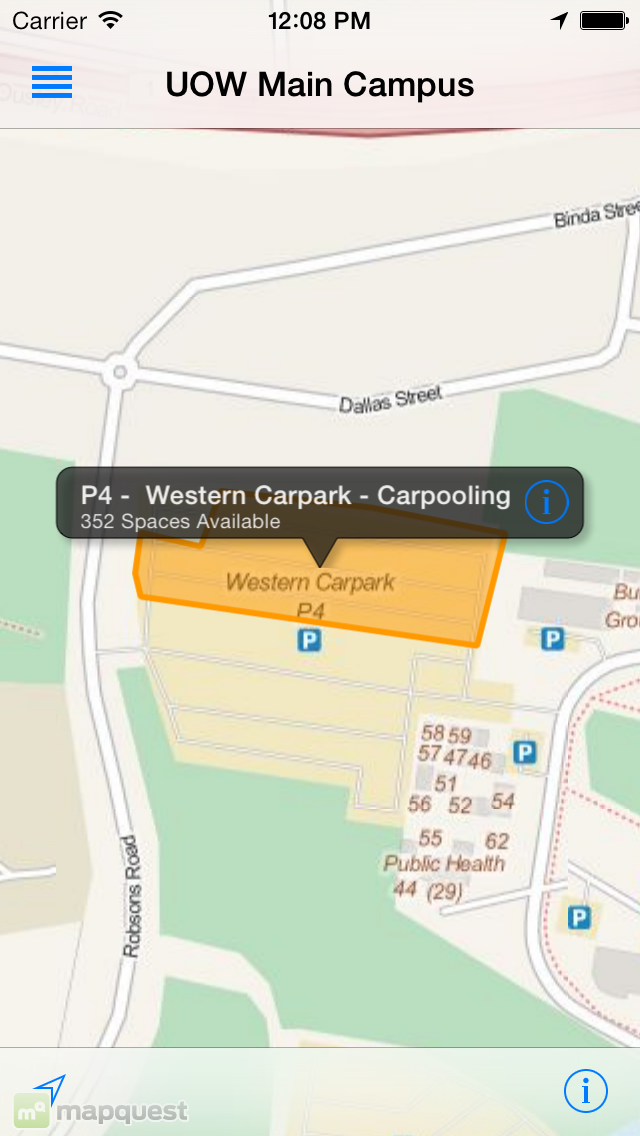 Carrier 12:08 PM
UOW Main Campus
Binda Stree
Dallas Street
P4 - Western Carpark - Carpooling i
352 Spaces Available
Western Carpark
P4
P
P
Bu
Gro
58 59
57 47 46
P
51
56 52 54
55 62
Public Health
44 (29)
Robsons Road
P
mq mapquest
i